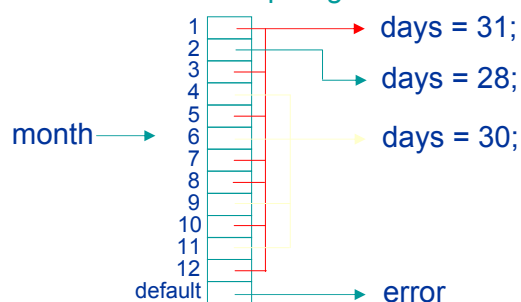 1
days = 31;
2
3
days = 28;
4
5
month
6
days = 30;
7
8
9
10
11
12
default
error